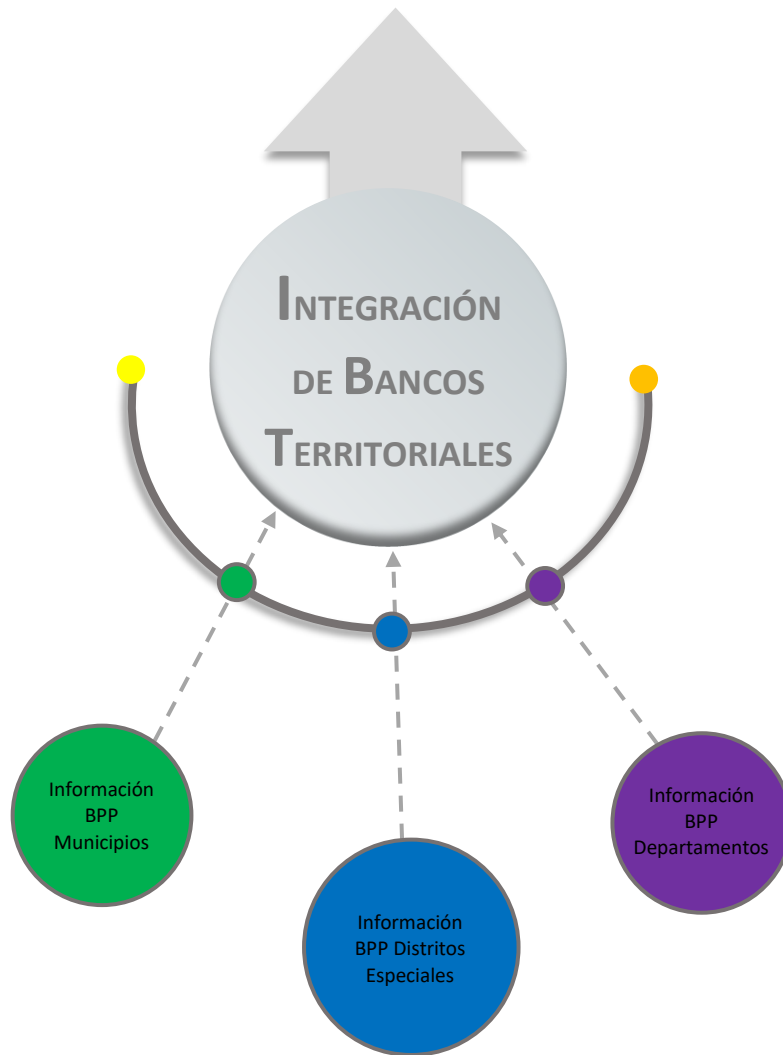 INTEGRACIÓN
DE BANCOS
TERRITORIALES
Información
BPP
Municipios
Información
BPP Distritos
Especiales
Información
BPP
Departamentos